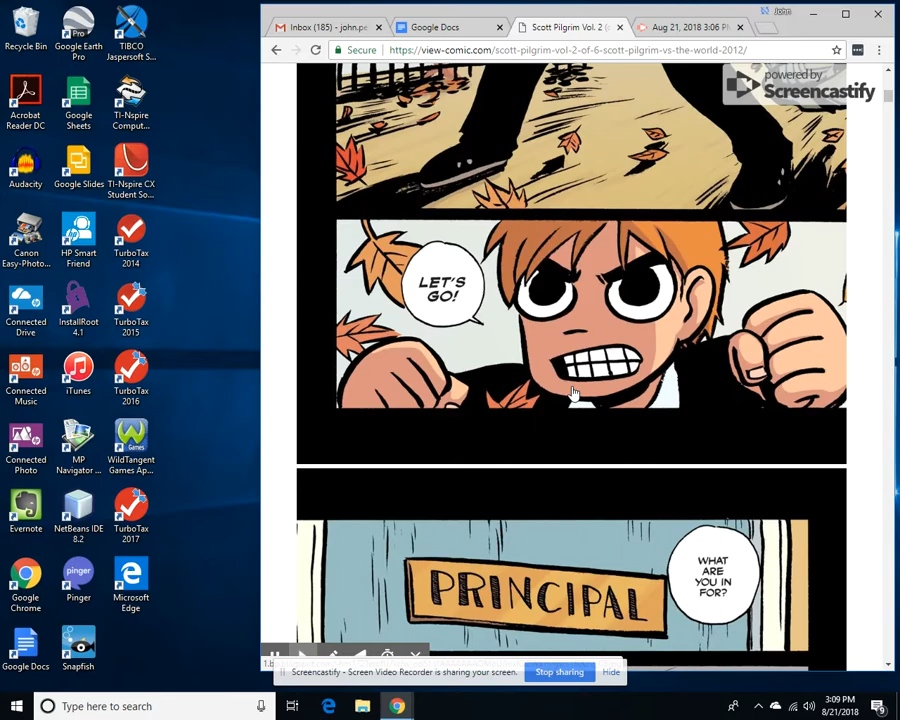 Recycle Bin
Google Earth
Pro
TIBCO
Jaspersoft S...
Acrobat
Reader DC
Google
Sheets
TI-Nspire
Comput...
Audacity
Google Slides
TI-Nspire CX
Student So...
Canon
Easy-Photo...
HP Smart
Friend
TurboTax
2014
Connected
Drive
InstallRoot
4.1
TurboTax
2015
Connected
Music
iTunes
TurboTax
2016
Connected
Photo
MP
Navigator ...
WildTangent
Games Ap...
Evernote
NetBeans IDE
8.2
TurboTax
2017
Google
Chrome
Pinger
Microsoft
Edge
Google Docs
Snapfish
John
Inbox (185) - john.pe
Google Docs
Scott Pilgrim Vol. 2 (
Aug 21, 2018 3:06 P
Secure
https://view-comic.com/scott-pilgrim-vol-2-of-6-scott-pilgrim-vs-the-world-2012/
powered by
Screencastify
LET'S
GO!
PRINCIPAL
WHAT
ARE
YOU IN
FOR?
Screencastify - Screen Video Recorder is sharing your screen.
Stop sharing
Hide
Type here to search
3:09 PM
8/21/2018
9